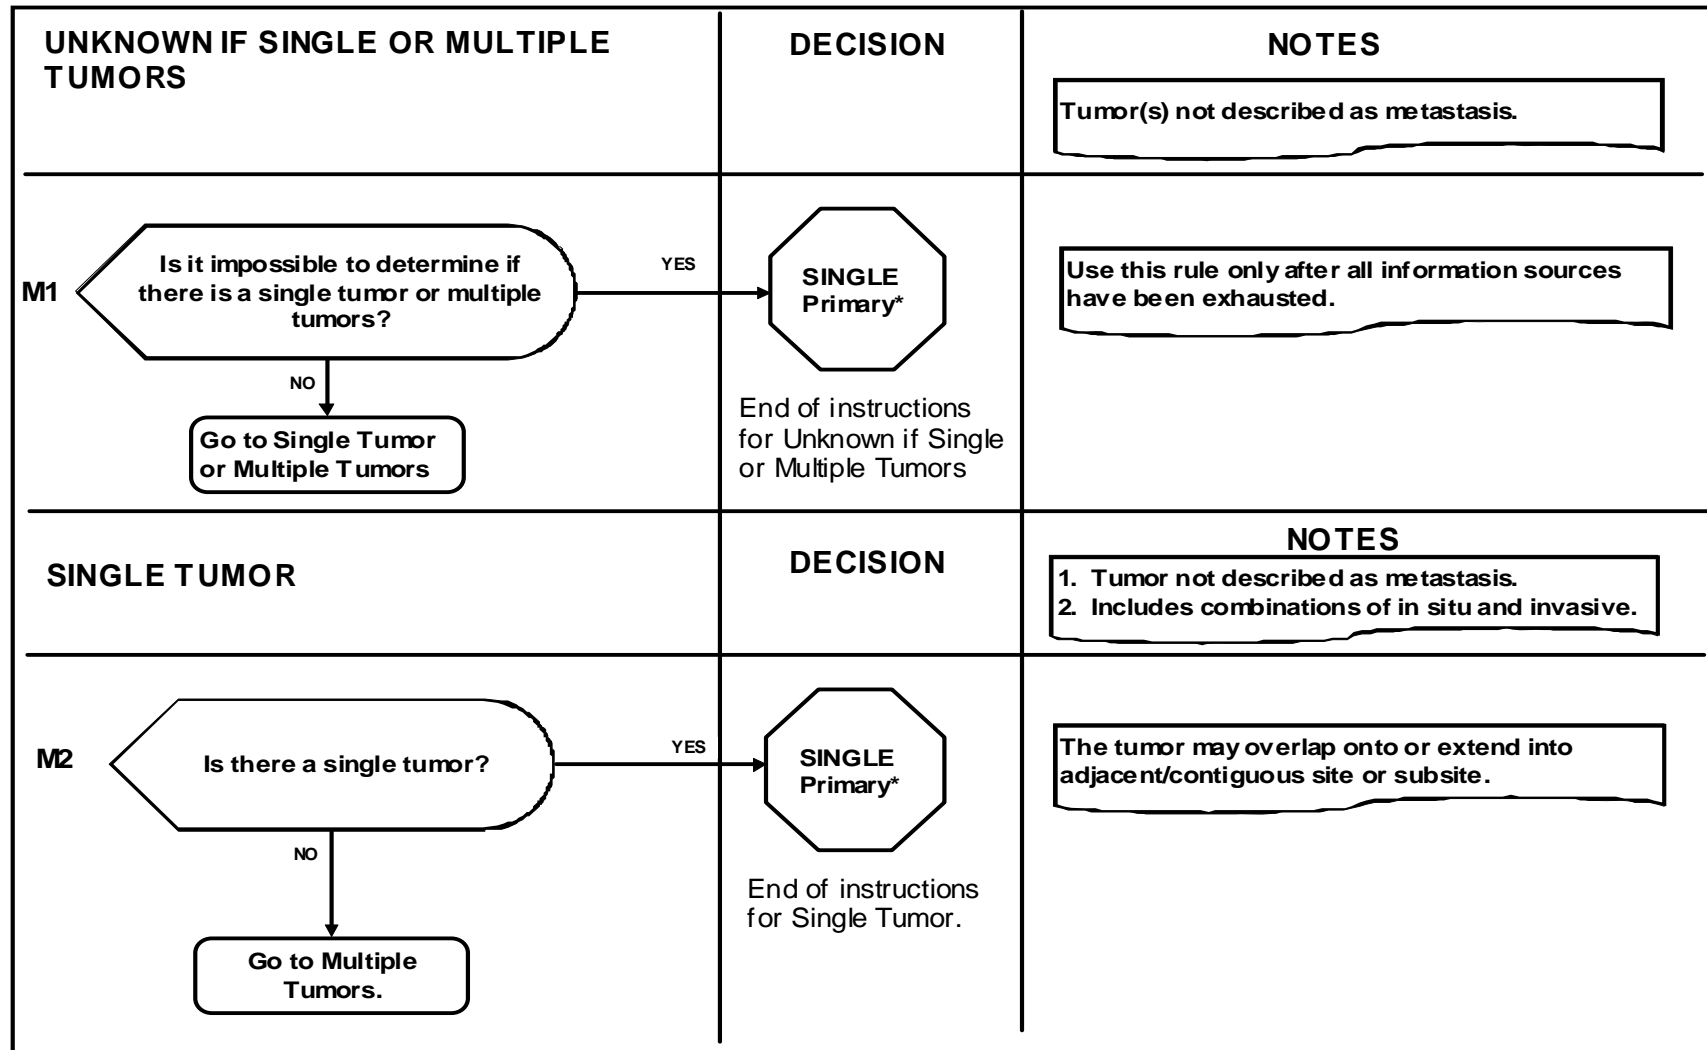 UNKNOWN IF SINGLE OR MULTIPLE
TUMORS
DECISION
NOTES
Tumor(s) not described as metastasis.
M1
Is it impossible to determine if
there is a single tumor or multiple
tumors?
YES
SINGLE
Primary*
Use this rule only after all information sources
have been exhausted.
NO
Go to Single Tumor
or Multiple Tumors
End of instructions
for Unknown if Single
or Multiple Tumors
SINGLE TUMOR
DECISION
NOTES
1. Tumor not described as metastasis.
2. Includes combinations of in situ and invasive.
M2
Is there a single tumor?
YES
SINGLE
Primary*
The tumor may overlap onto or extend into
adjacent/contiguous site or subsite.
NO
Go to Multiple
Tumors.
End of instructions
for Single Tumor.